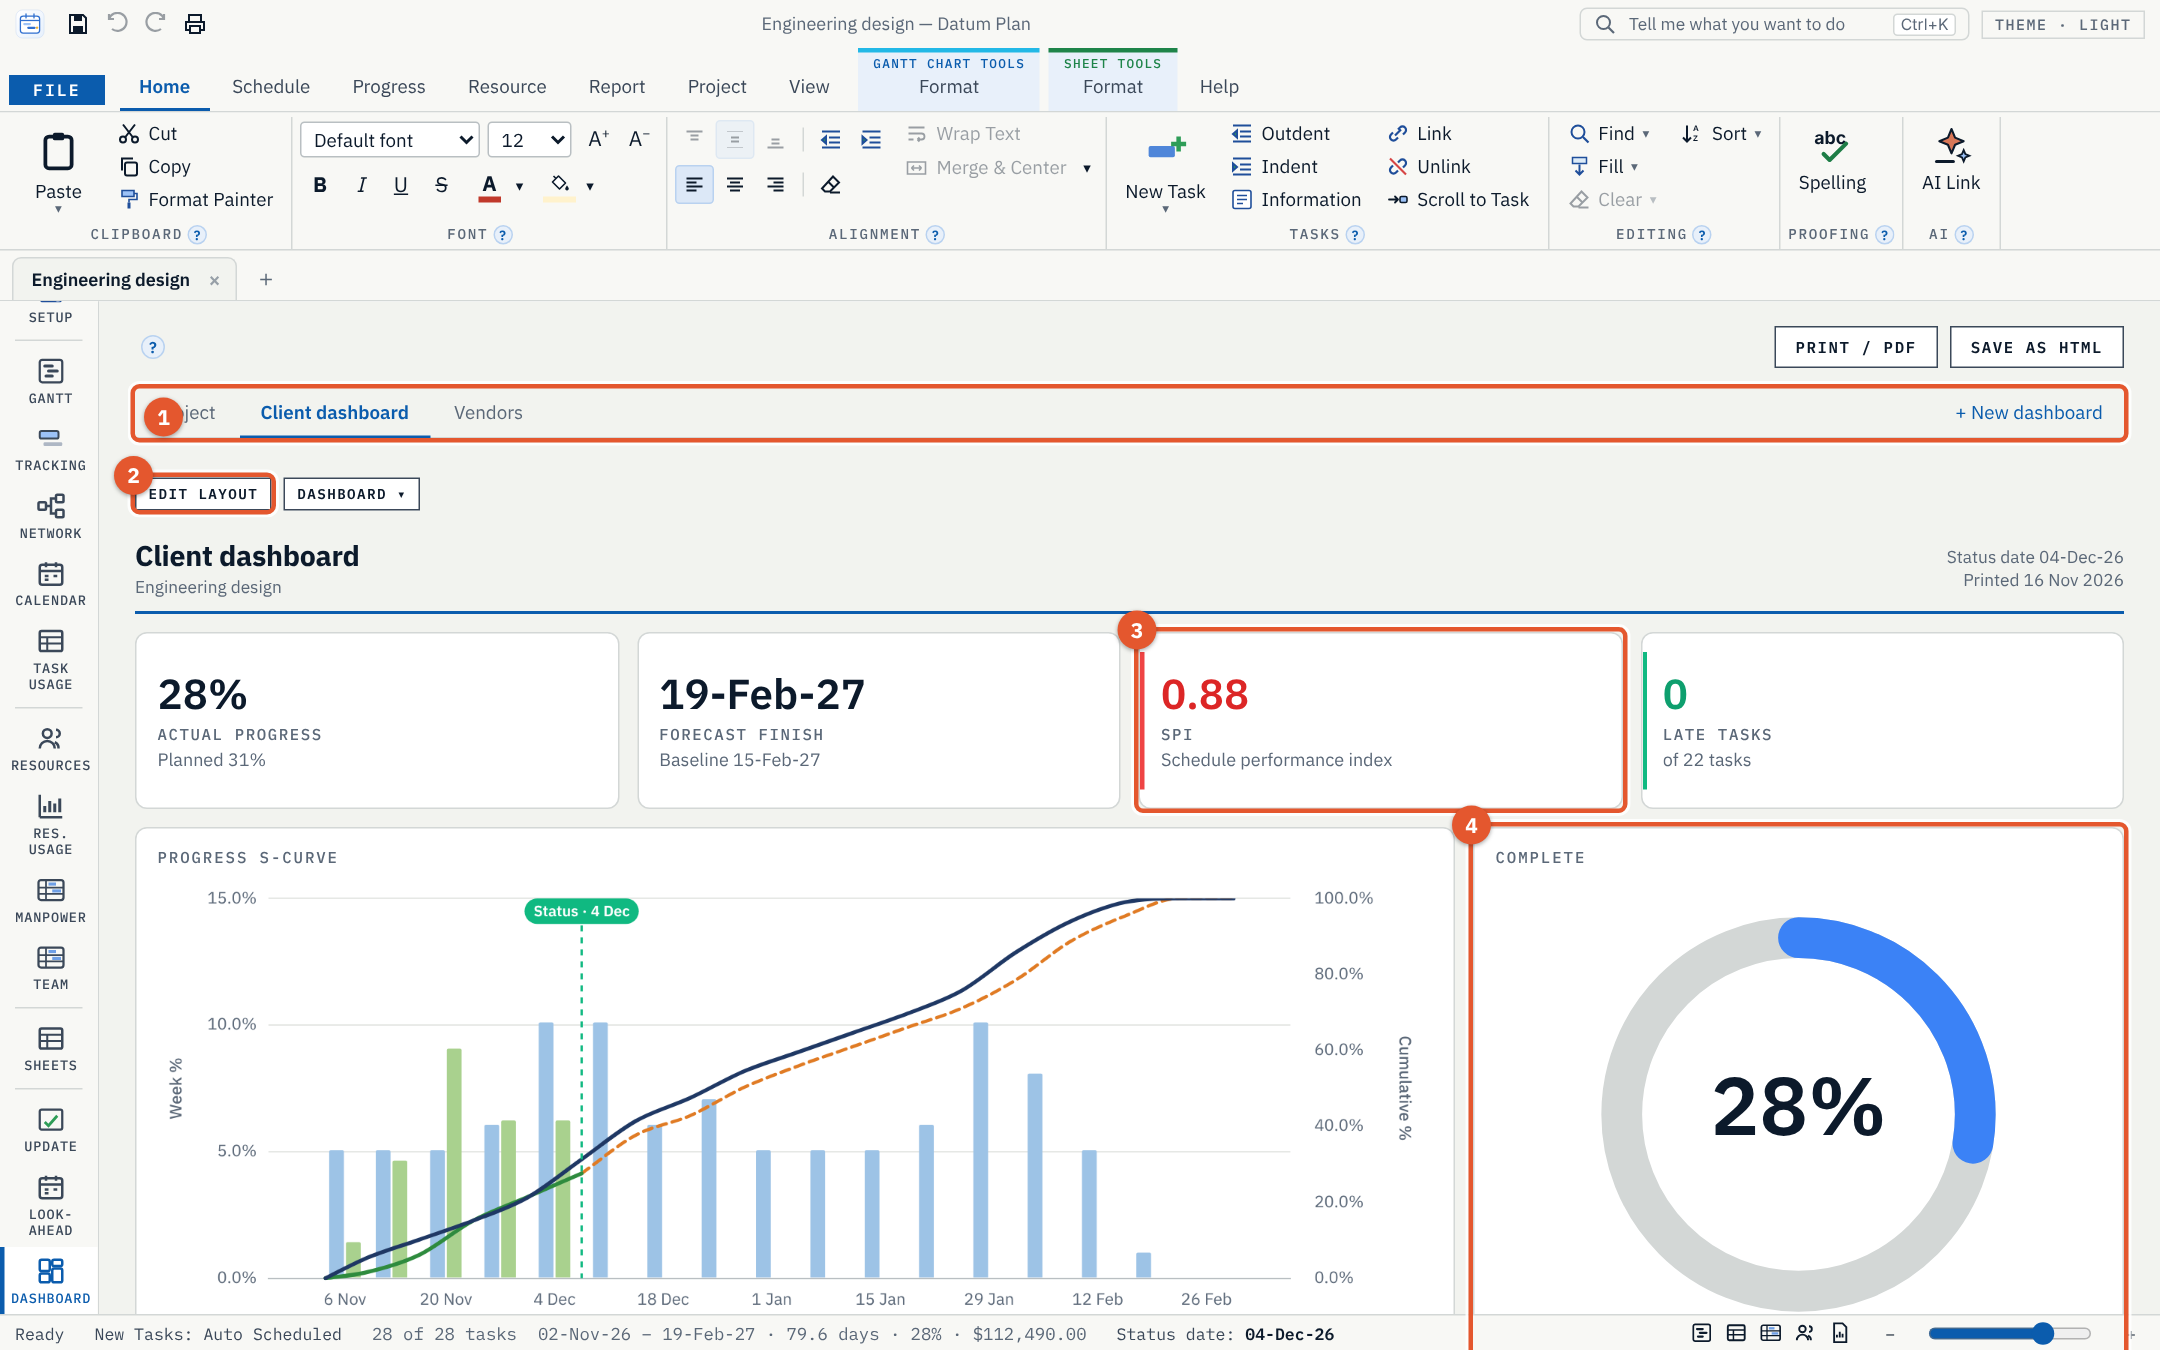 Engineering design — Datum Plan
Tell me what you want to do Ctrl+K
THEME · LIGHT
GANTT CHART TOOLS SHEET TOOLS
FILE Home Schedule Progress Resource Report Project View Format Format Help
Paste
Cut
Copy
Format Painter
CLIPBOARD ?
Default font 12 A+ A−
B I U S A
FONT ?
Wrap Text
Merge & Center
ALIGNMENT ?
New Task
Outdent
Indent
Information
Link
Unlink
Scroll to Task
TASKS ?
Find
Fill
Clear
Sort
EDITING ?
abc
Spelling
PROOFING ?
AI Link
AI ?
Engineering design × +
SETUP
GANTT
TRACKING
NETWORK
CALENDAR
TASK
USAGE
RESOURCES
RES.
USAGE
MANPOWER
TEAM
SHEETS
UPDATE
LOOK-
AHEAD
DASHBOARD
?
PRINT / PDF SAVE AS HTML
1 ject Client dashboard Vendors + New dashboard
2
EDIT LAYOUT DASHBOARD
Client dashboard
Engineering design
Status date 04-Dec-26
Printed 16 Nov 2026
28%
ACTUAL PROGRESS
Planned 31%
19-Feb-27
FORECAST FINISH
Baseline 15-Feb-27
3
0.88
SPI
Schedule performance index
0
LATE TASKS
of 22 tasks
PROGRESS S-CURVE
15.0%
10.0%
5.0%
0.0%
Week %
Status · 4 Dec
100.0%
80.0%
60.0%
40.0%
20.0%
0.0%
Cumulative %
6 Nov 20 Nov 4 Dec 18 Dec 1 Jan 15 Jan 29 Jan 12 Feb 26 Feb
4
COMPLETE
28%
Ready New Tasks: Auto Scheduled 28 of 28 tasks 02-Nov-26 – 19-Feb-27 · 79.6 days · 28% · $112,490.00 Status date: 04-Dec-26